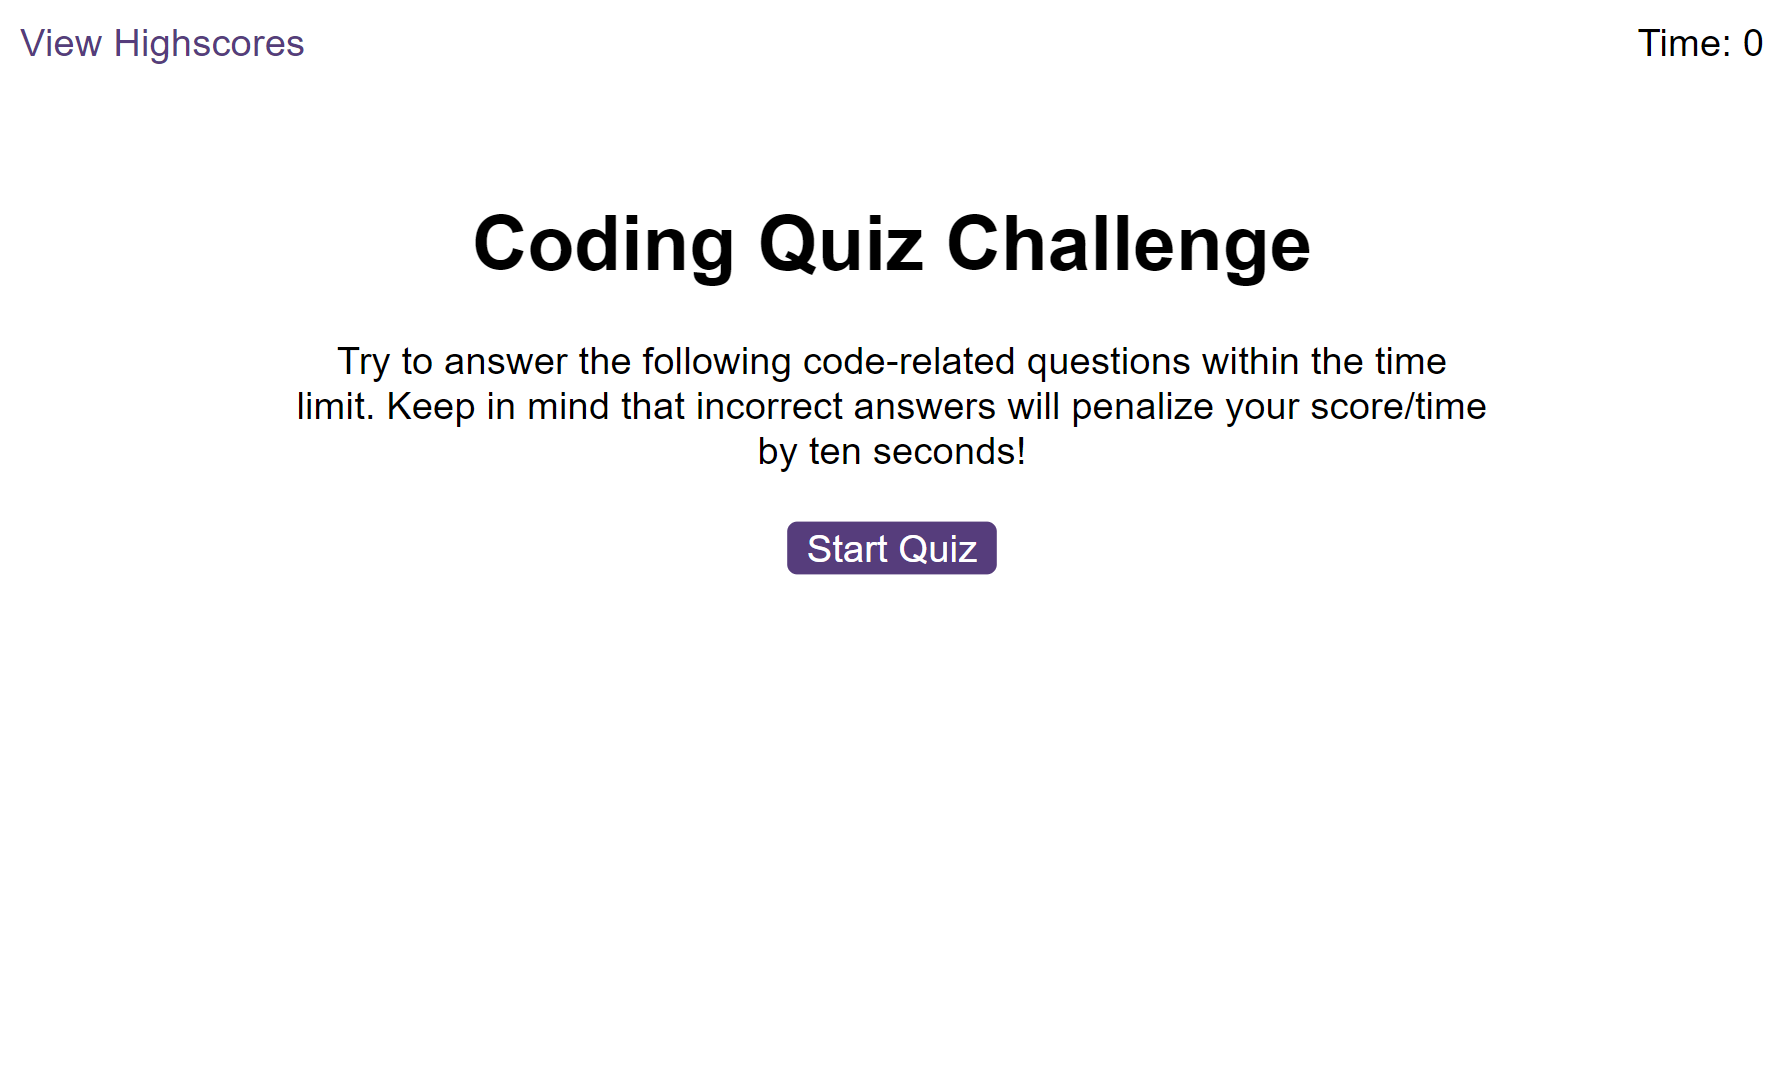 View Highscores
Time: 0
Coding Quiz Challenge
Try to answer the following code-related questions within the time
limit. Keep in mind that incorrect answers will penalize your score/time
by ten seconds!
Start Quiz